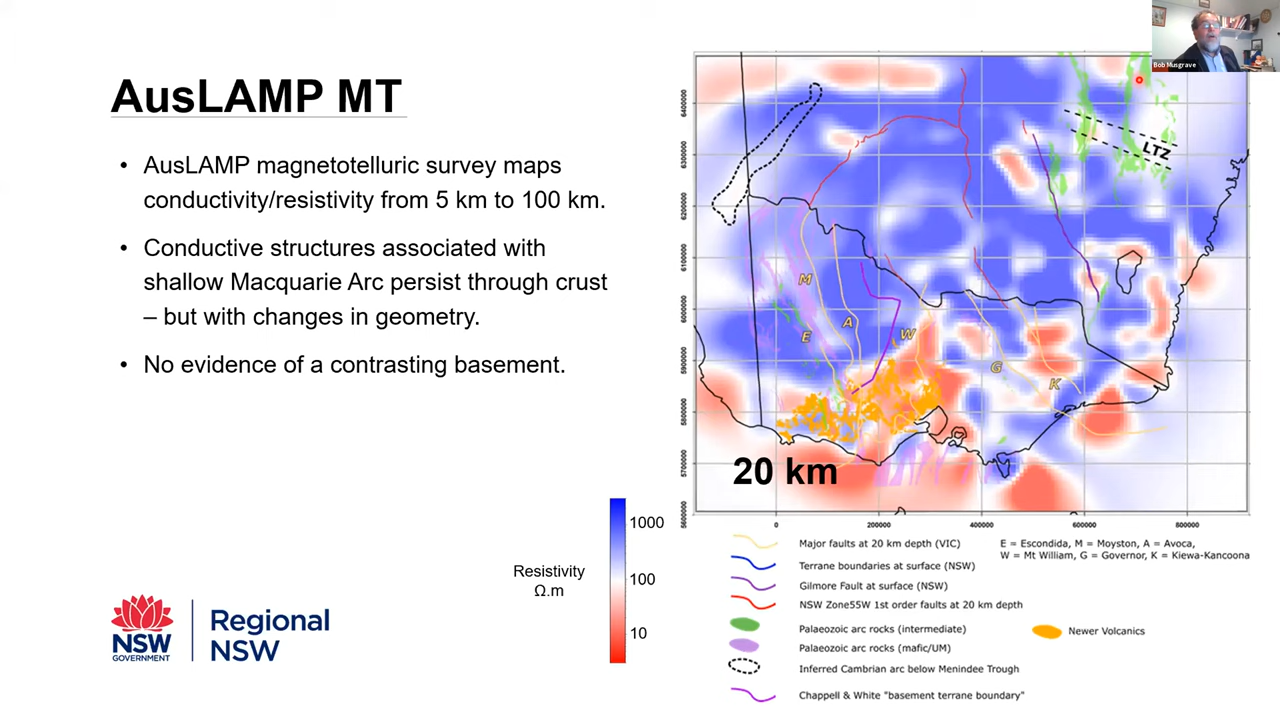 Bob Musgrave
AusLAMP MT
• AusLAMP magnetotelluric survey maps
conductivity/resistivity from 5 km to 100 km.
• Conductive structures associated with
shallow Macquarie Arc persist through crust
– but with changes in geometry.
• No evidence of a contrasting basement.
LTZ
M
A
E
W
G
K
20 km
6400000
6300000
6200000
6100000
6000000
5900000
5800000
5700000
5600000
0
200000
400000
600000
800000
Resistivity
Ω.m
1000
100
10
Major faults at 20 km depth (VIC)
Terrane boundaries at surface (NSW)
Gilmore Fault at surface (NSW)
NSW Zone55W 1st order faults at 20 km depth
Palaeozoic arc rocks (intermediate)
Palaeozoic arc rocks (mafic/UM)
Inferred Cambrian arc below Menindee Trough
Chappell & White "basement terrane boundary"
E = Escondida, M = Moyston, A = Avoca,
W = Mt William, G = Governor, K = Kiewa-Kancoona
Newer Volcanics
NSW
GOVERNMENT
Regional
NSW